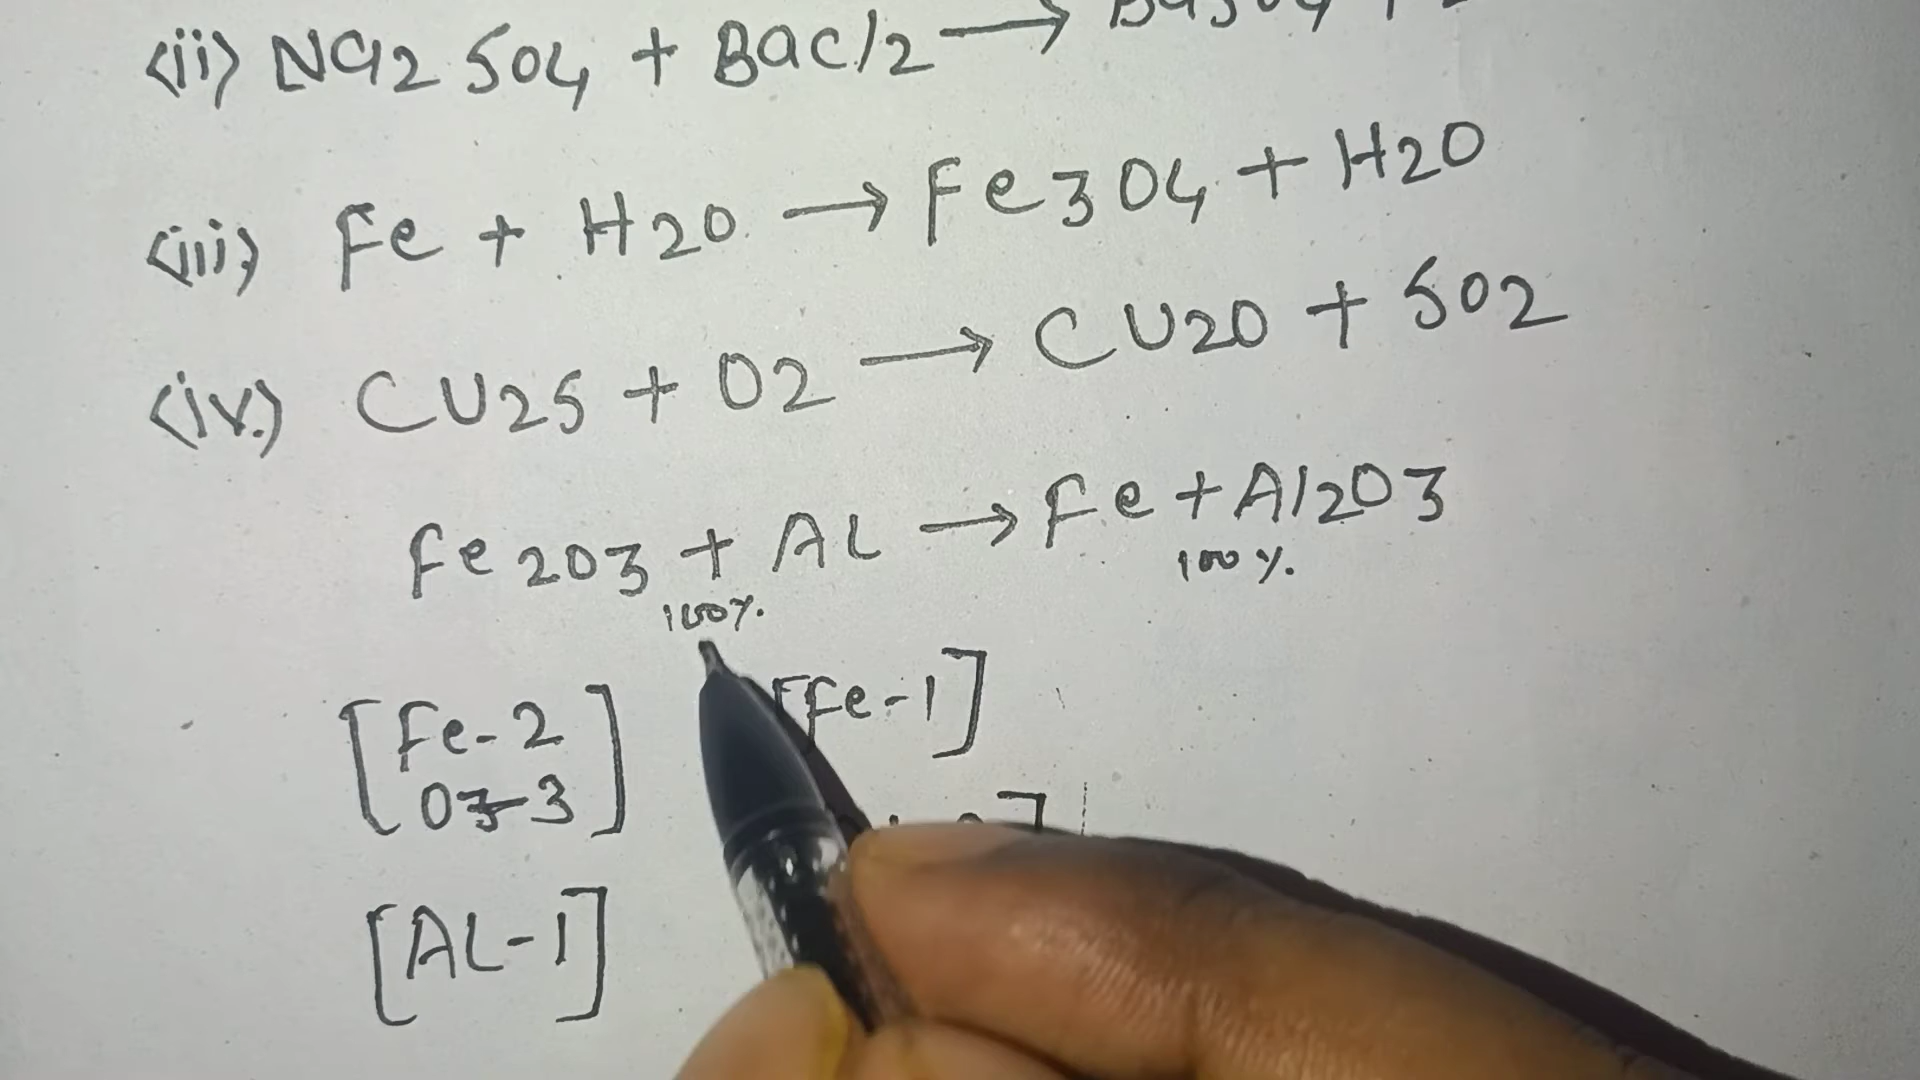 (ii) Na2SO4 + BaCl2 →
(iii) Fe + H2O → Fe3O4 + H2O
(iv.) CU2S + O2 → CU2O + SO2
Fe2O3 + AL → Fe + Al2O3
100% 100%
[Fe-2 [Fe-1]
O3-3]
[AL-1]